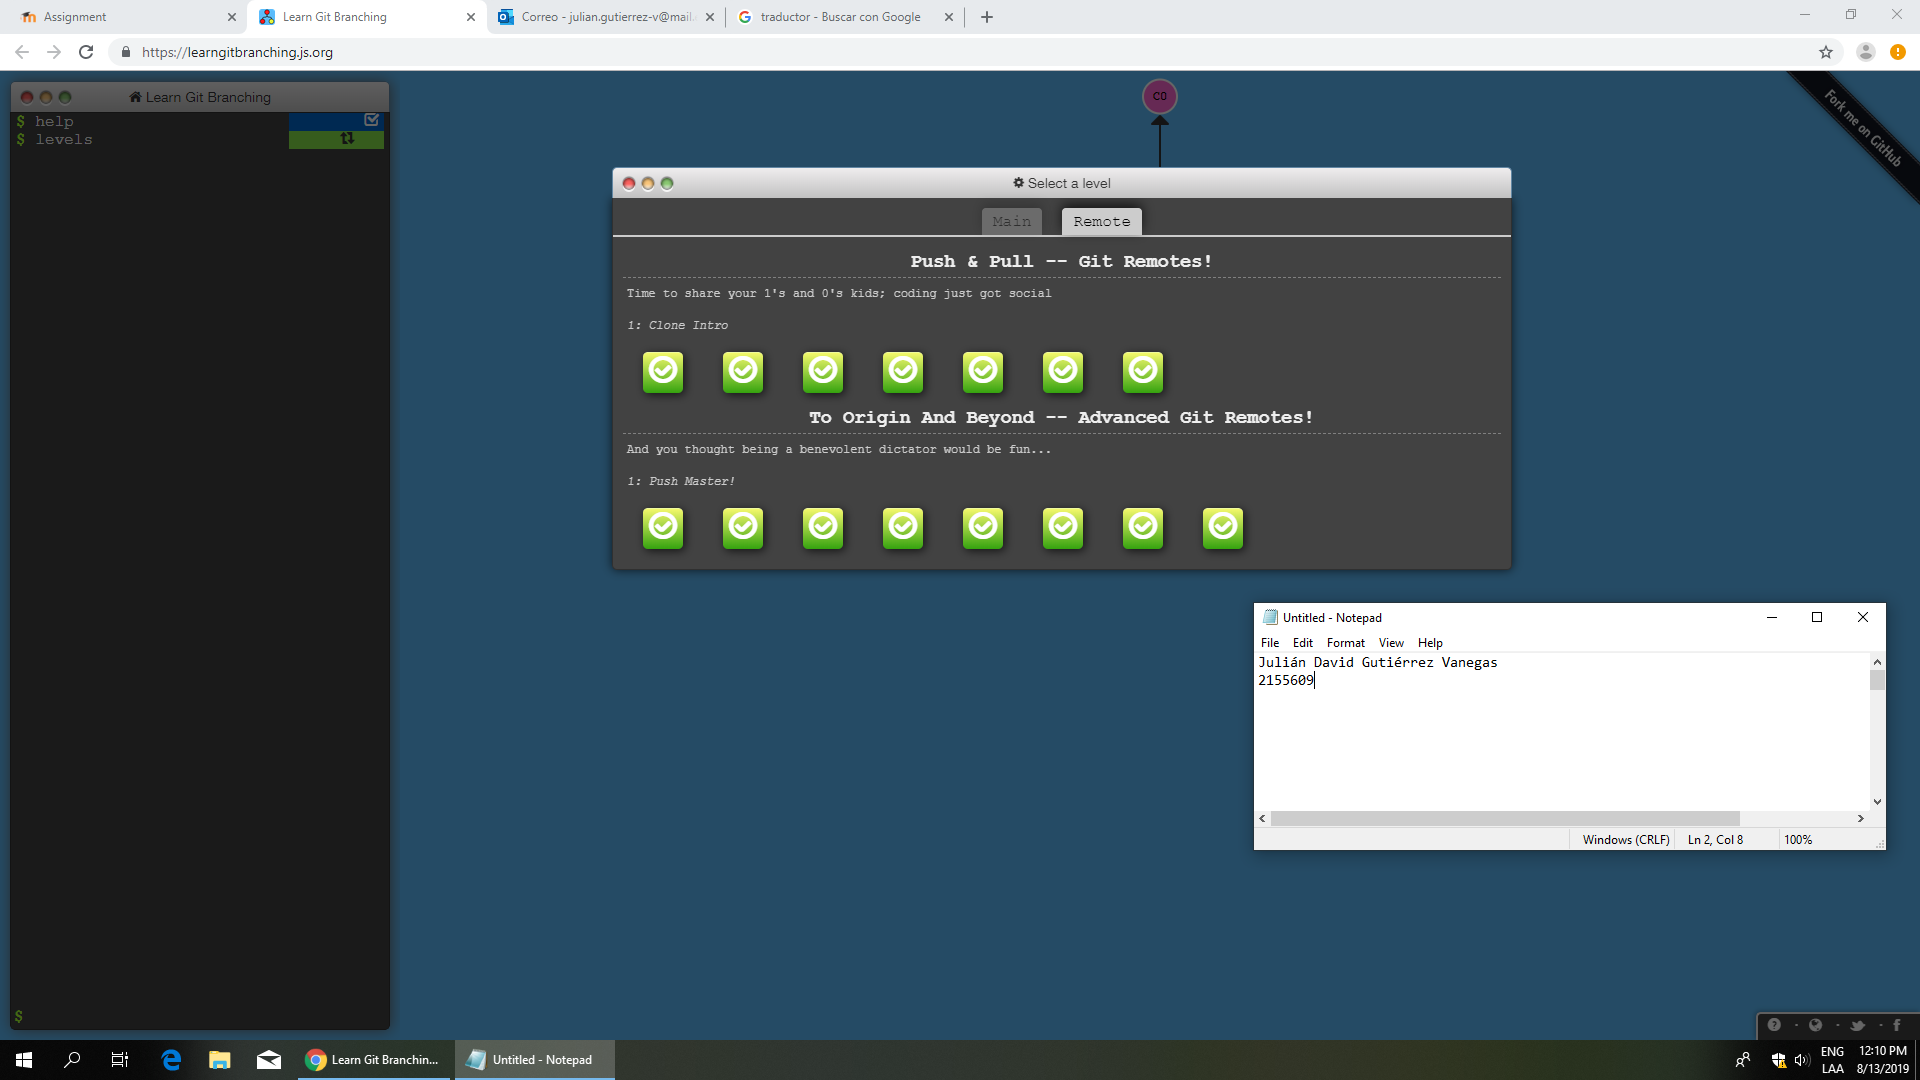 Assignment
Learn Git Branching
Correo - julian.gutierrez-v@mail.
traductor - Buscar con Google
https://learngitbranching.js.org
Learn Git Branching
$ help
$ levels
$
C0
Fork me on GitHub
Select a level
Main
Remote
Push & Pull -- Git Remotes!
Time to share your 1's and 0's kids; coding just got social
1: Clone Intro
To Origin And Beyond -- Advanced Git Remotes!
And you thought being a benevolent dictator would be fun...
1: Push Master!
Untitled - Notepad
File Edit Format View Help
Julián David Gutiérrez Vanegas
2155609
Windows (CRLF) Ln 2, Col 8 100%
Learn Git Branchin...
Untitled - Notepad
ENG
LAA
12:10 PM
8/13/2019